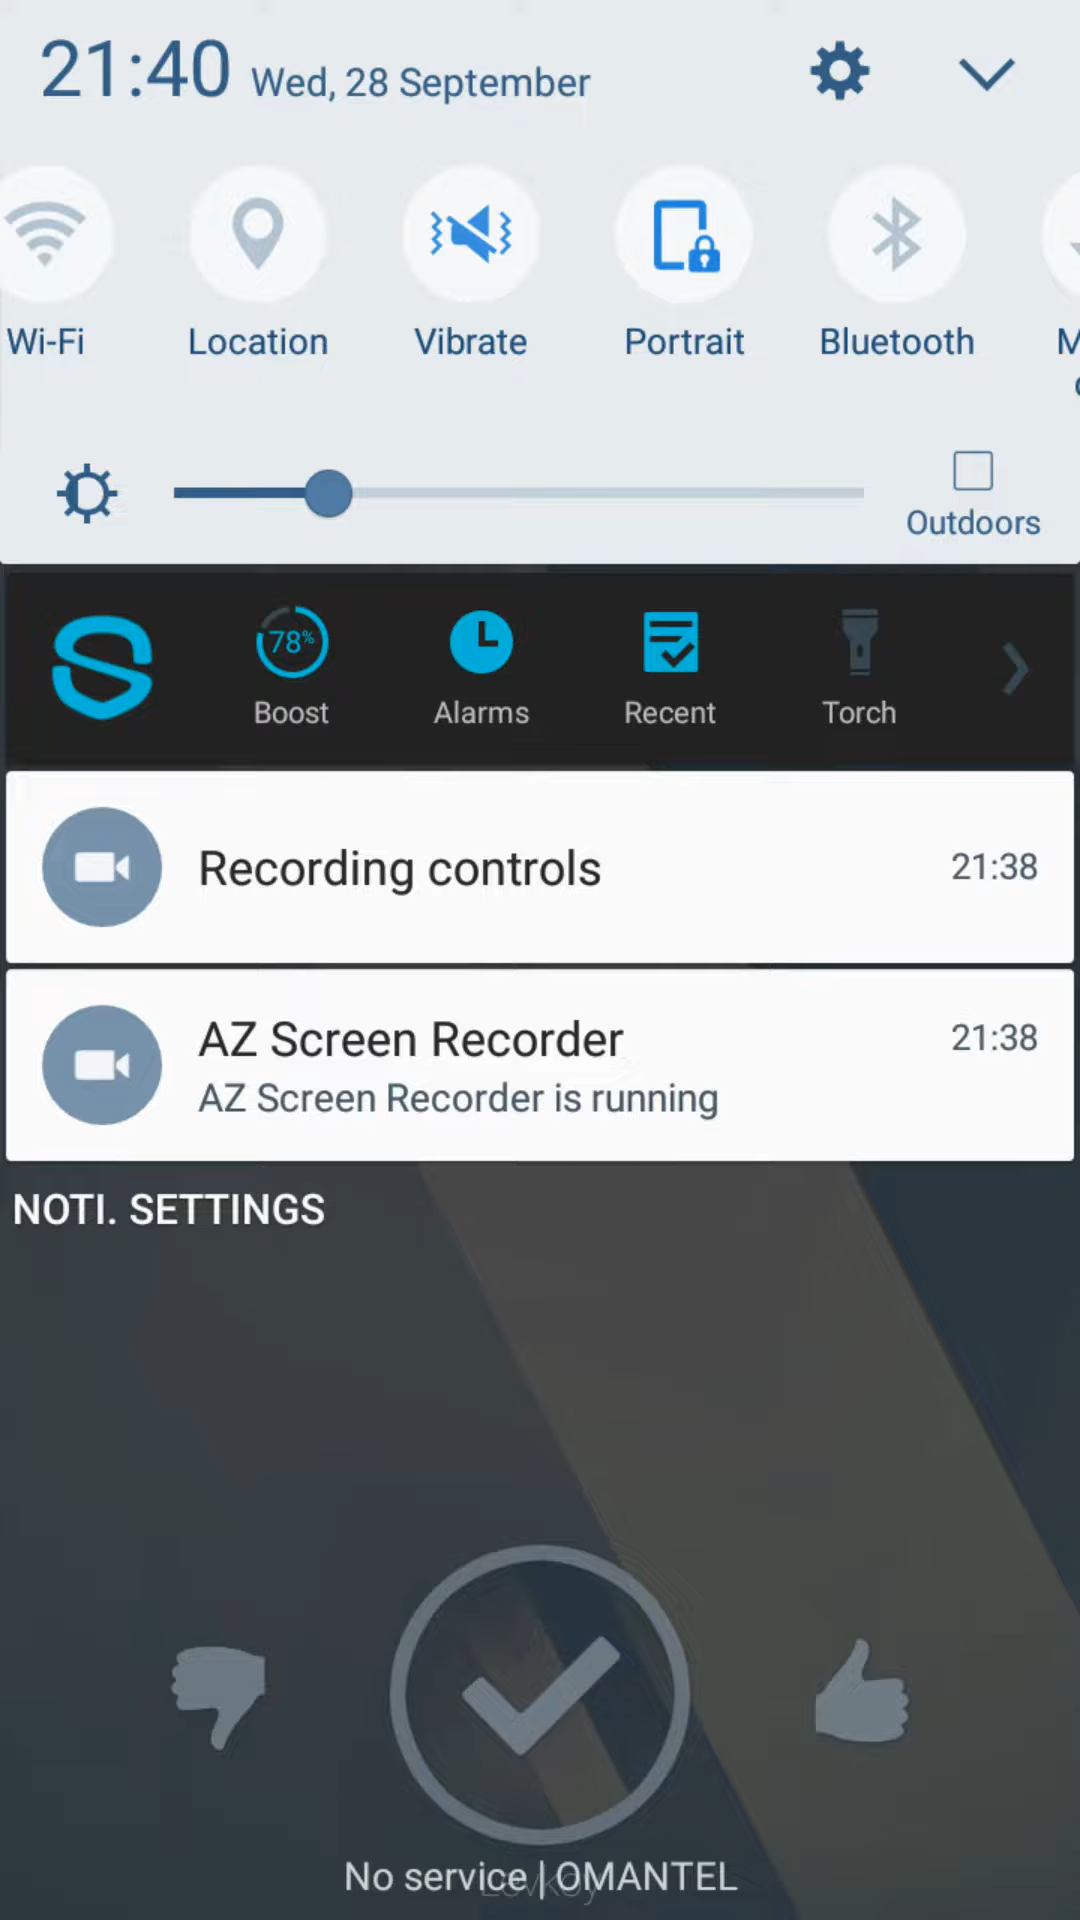 21:40 Wed, 28 September
Wi-Fi Location Vibrate Portrait Bluetooth
Outdoors
78%
Boost Alarms Recent Torch
Recording controls 21:38
AZ Screen Recorder 21:38
AZ Screen Recorder is running
NOTI. SETTINGS
No service | OMANTEL